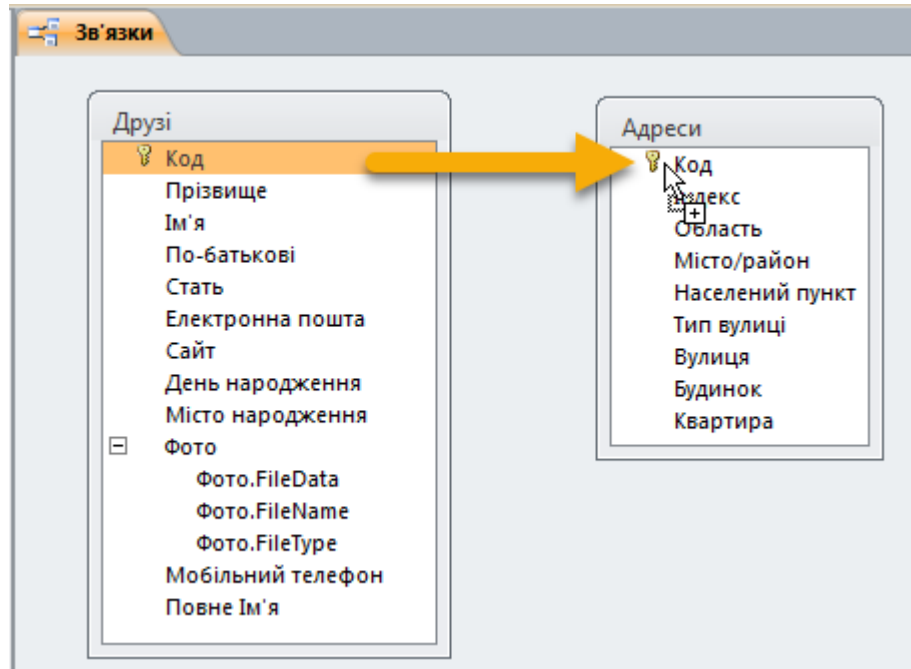 Зв'язки
Друзі
Код
Прізвище
Ім'я
По-батькові
Стать
Електронна пошта
Сайт
День народження
Місто народження
Фото
Фото.FileData
Фото.FileName
Фото.FileType
Мобільний телефон
Повне Ім'я
Адреси
Код
Індекс
Область
Місто/район
Населений пункт
Тип вулиці
Вулиця
Будинок
Квартира